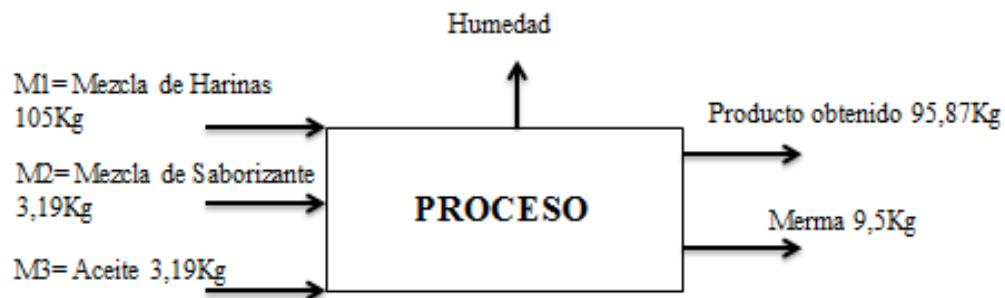 Humedad
M1= Mezcla de Harinas
105Kg
Producto obtenido 95,87Kg
M2= Mezcla de Saborizante
3,19Kg
PROCESO
Merma 9,5Kg
M3= Aceite 3,19Kg